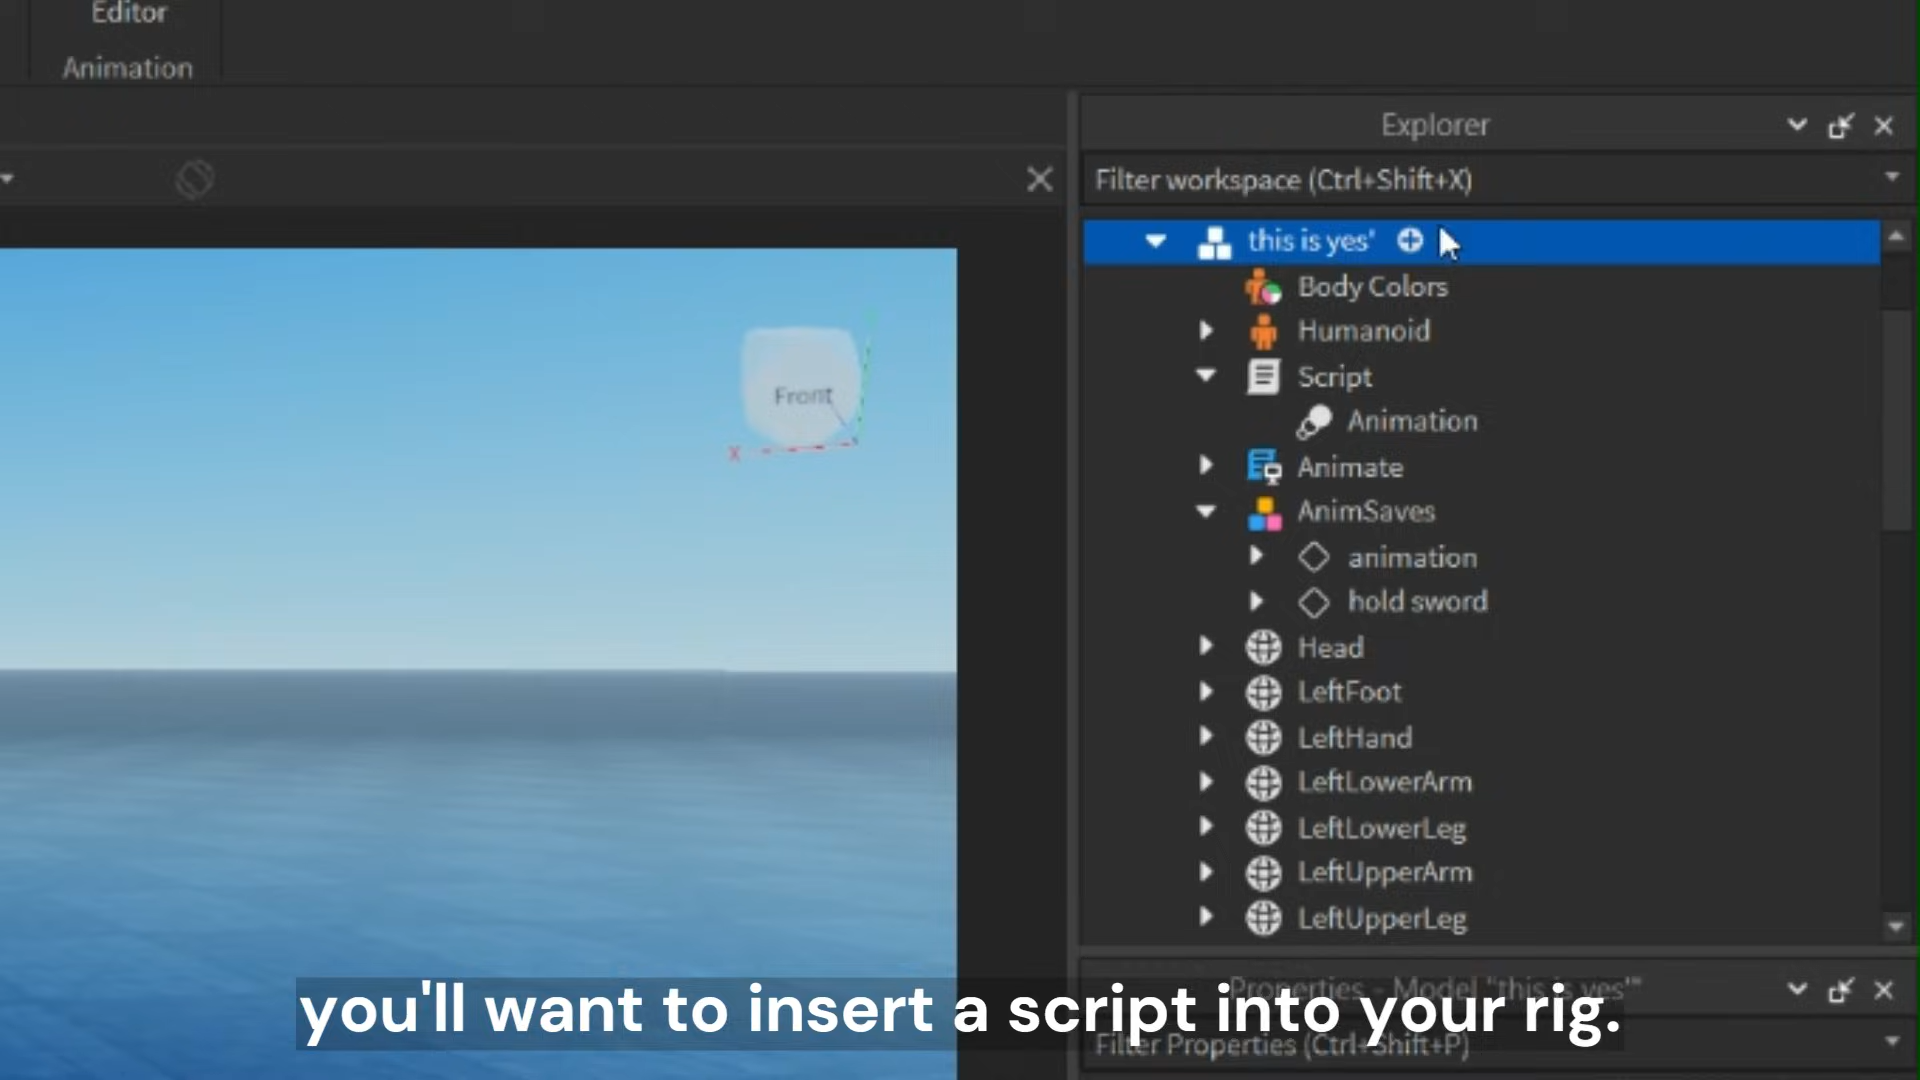 Editor
Animation
Explorer
Filter workspace (Ctrl+Shift+X)
this is yes'
Body Colors
Humanoid
Script
Animation
Animate
AnimSaves
animation
hold sword
Head
LeftFoot
LeftHand
LeftLowerArm
LeftLowerLeg
LeftUpperArm
LeftUpperLeg
Front
X
Properties - Model "this is yes'"
you'll want to insert a script into your rig.
Filter Properties (Ctrl+Shift+P)